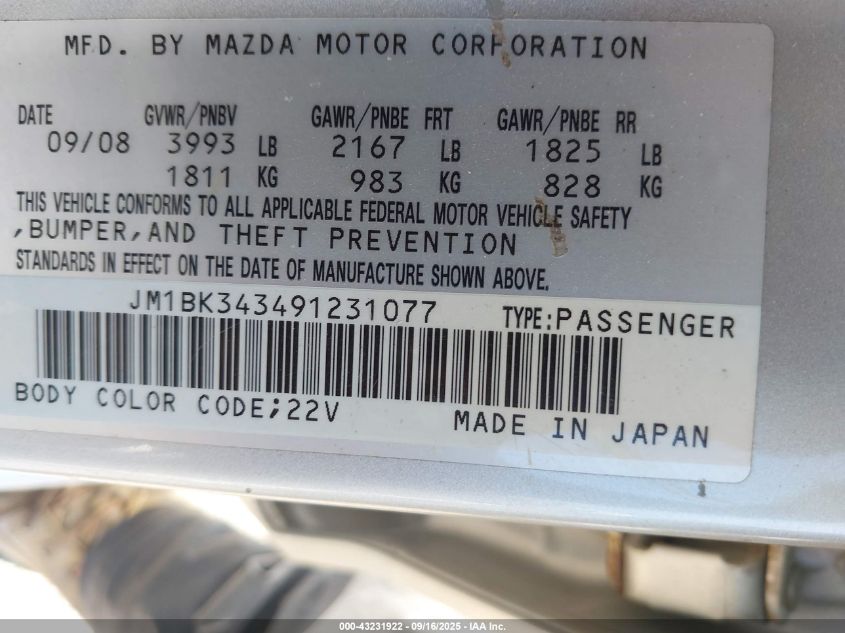 MFD. BY MAZDA MOTOR CORPORATION
DATE GVWR/PNBV GAWR/PNBE FRT GAWR/PNBE RR
09/08 3993 LB 2167 LB 1825 LB
1811 KG 983 KG 828 KG
THIS VEHICLE CONFORMS TO ALL APPLICABLE FEDERAL MOTOR VEHICLE SAFETY
,BUMPER,AND THEFT PREVENTION
STANDARDS IN EFFECT ON THE DATE OF MANUFACTURE SHOWN ABOVE.
JM1BK343491231077 TYPE:PASSENGER
BODY COLOR CODE;22V MADE IN JAPAN
000-43231922 - 09/16/2025 - IAA Inc.